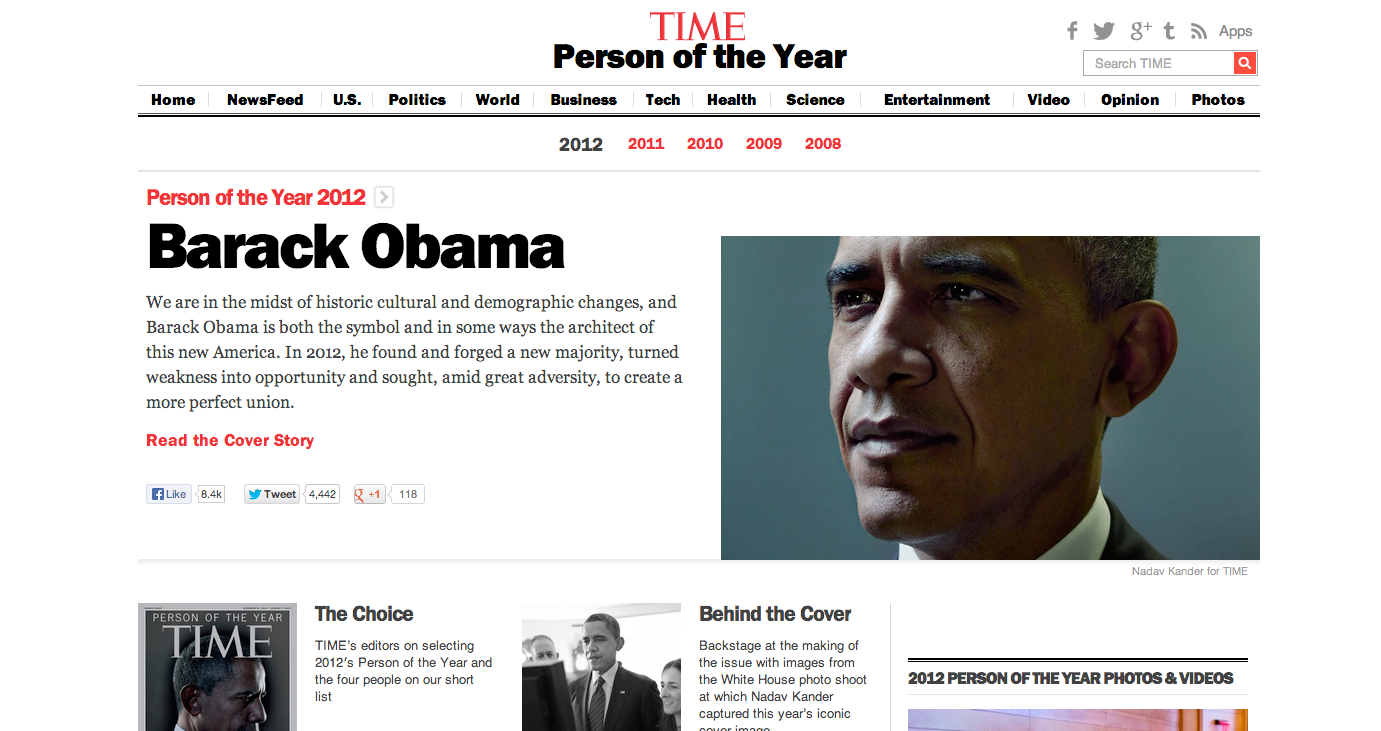 TIME
Person of the Year
Apps
Search TIME
Home NewsFeed U.S. Politics World Business Tech Health Science Entertainment Video Opinion Photos
2012 2011 2010 2009 2008
Person of the Year 2012
Barack Obama
We are in the midst of historic cultural and demographic changes, and
Barack Obama is both the symbol and in some ways the architect of
this new America. In 2012, he found and forged a new majority, turned
weakness into opportunity and sought, amid great adversity, to create a
more perfect union.
Read the Cover Story
Like 8.4k Tweet 4,442 +1 118
Nadav Kander for TIME
PERSON OF THE YEAR
TIME
The Choice
TIME's editors on selecting
2012's Person of the Year and
the four people on our short
list
Behind the Cover
Backstage at the making of
the issue with images from
the White House photo shoot
at which Nadav Kander
captured this year's iconic
cover image
2012 PERSON OF THE YEAR PHOTOS & VIDEOS